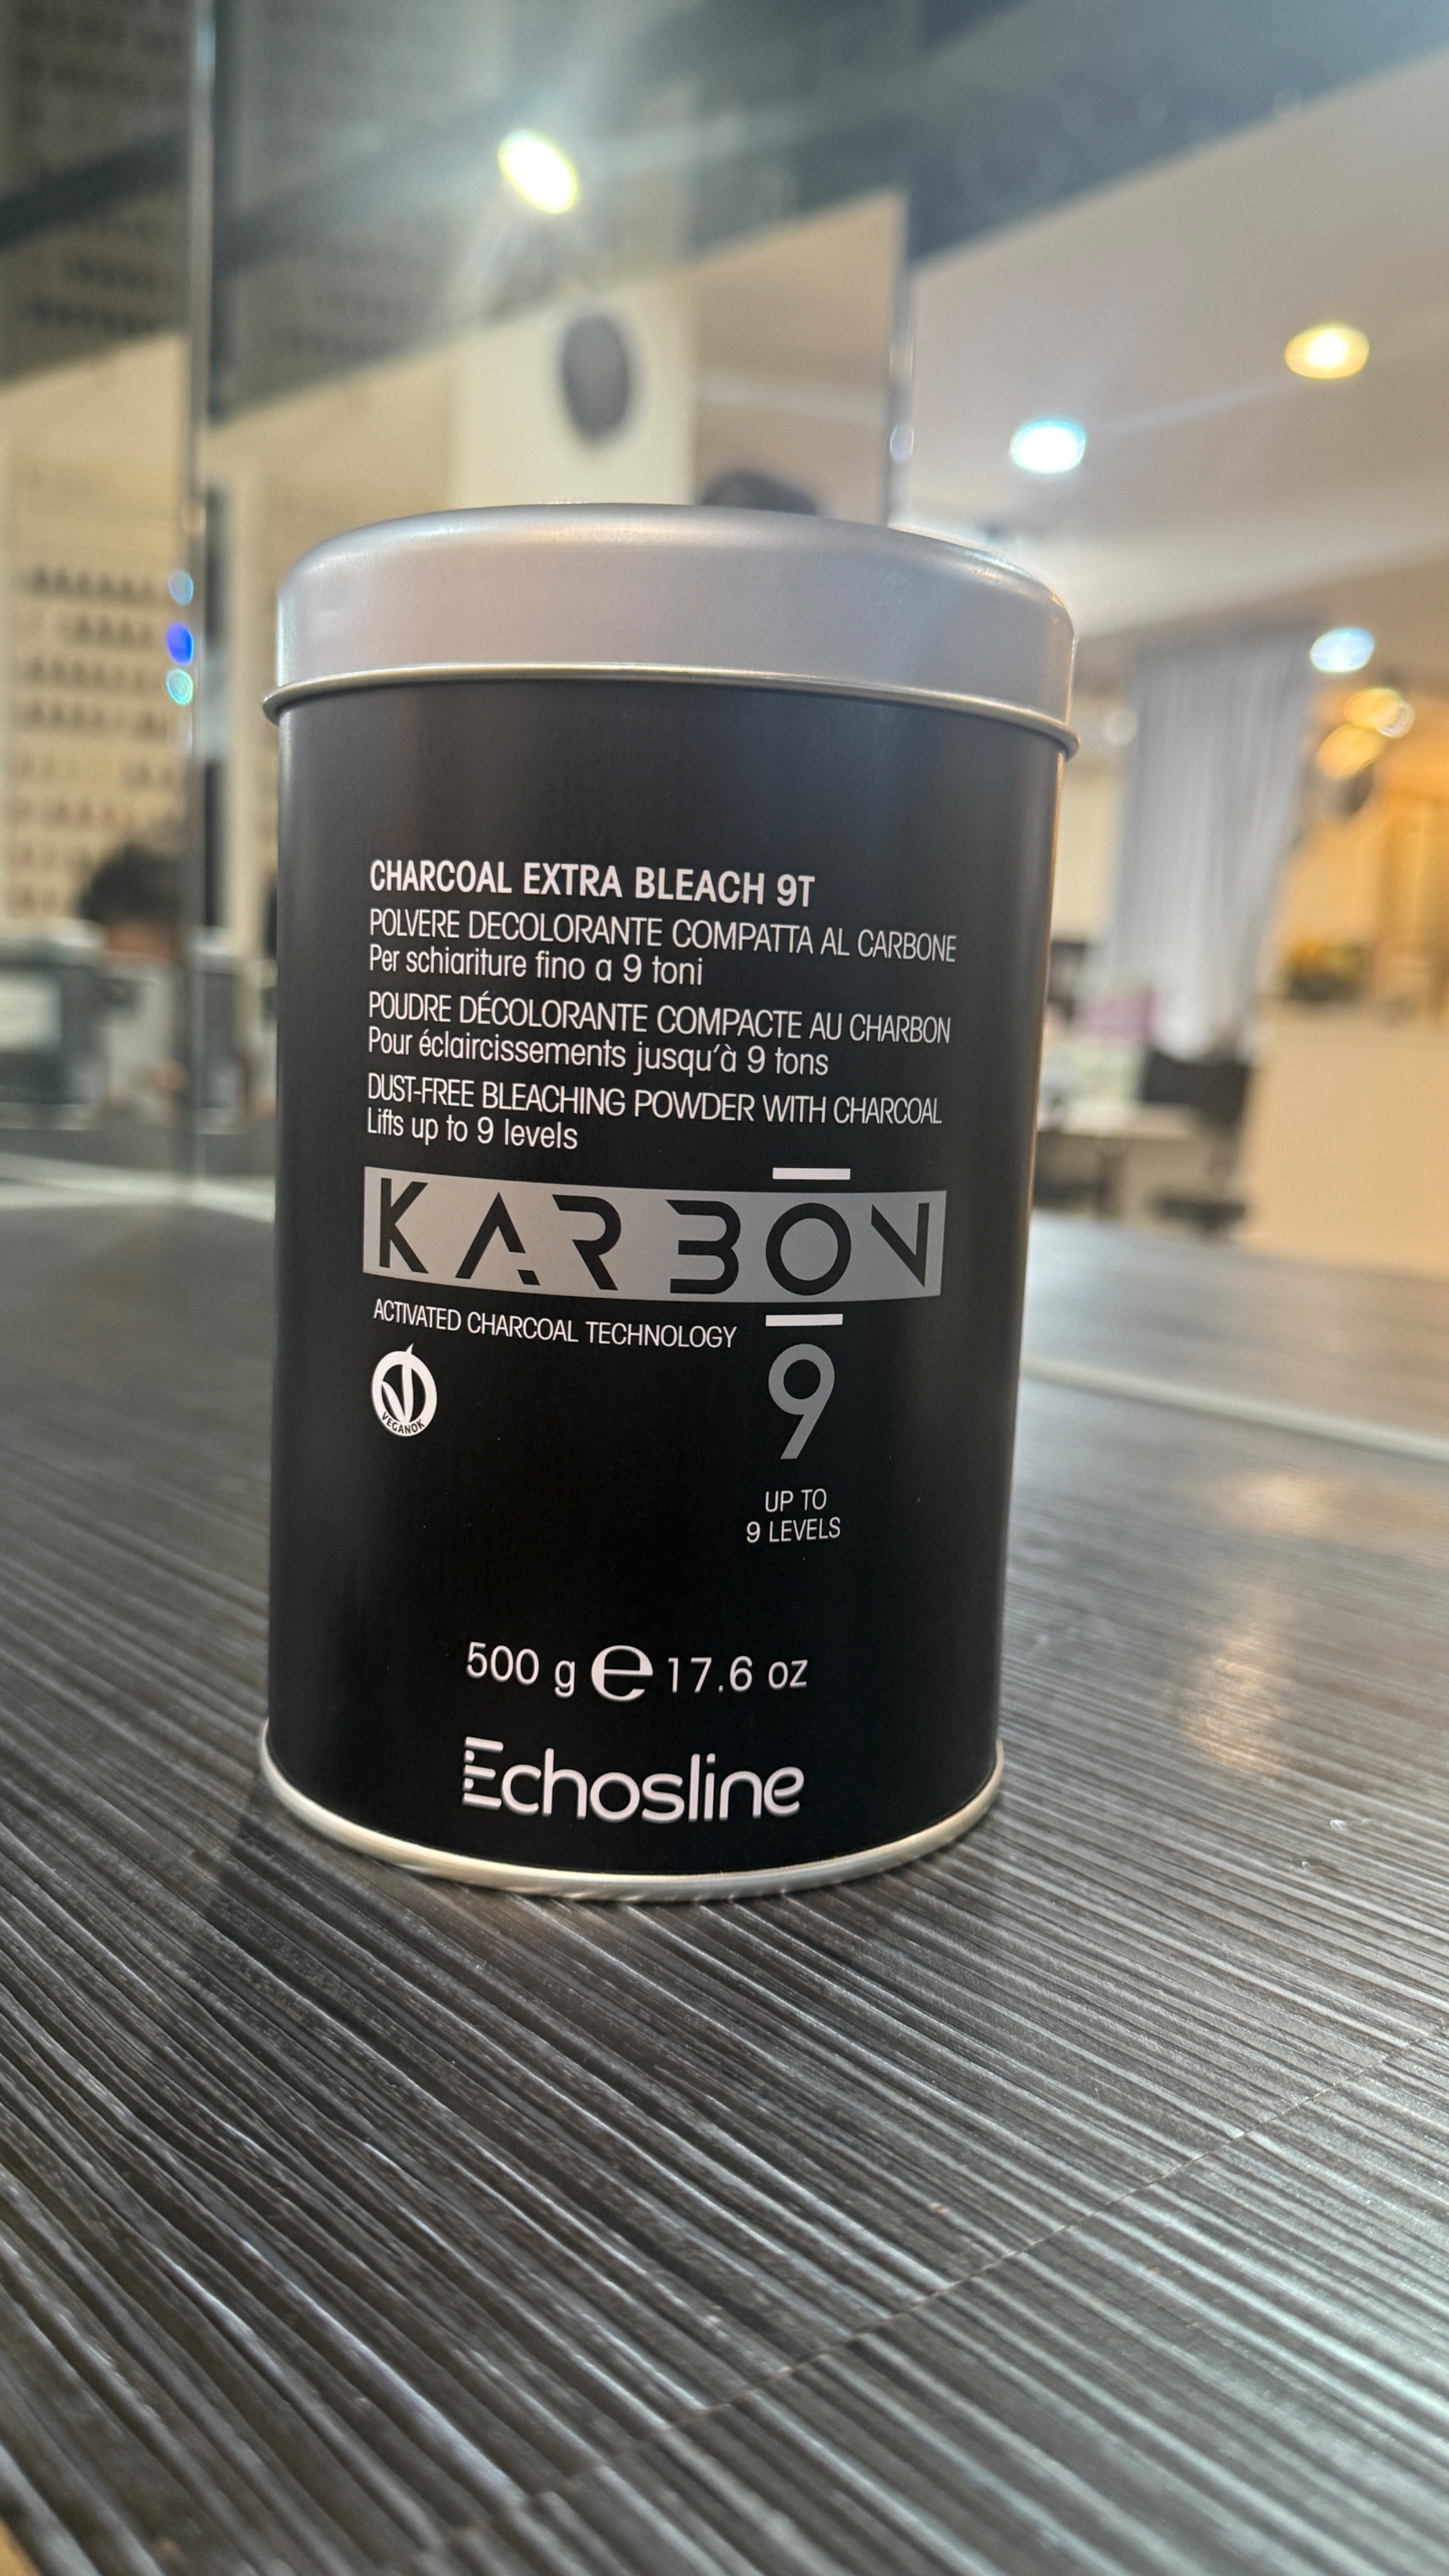 CHARCOAL EXTRA BLEACH 9T
POLVERE DECOLORANTE COMPATTA AL CARBONE
Per schiariture fino a 9 toni
POUDRE DÉCOLORANTE COMPACTE AU CHARBON
Pour éclaircissements jusqu'à 9 tons
DUST-FREE BLEACHING POWDER WITH CHARCOAL
Lifts up to 9 levels
KARBON
ACTIVATED CHARCOAL TECHNOLOGY
9
VEGANOK
UP TO
9 LEVELS
500 g e 17.6 oz
Echosline